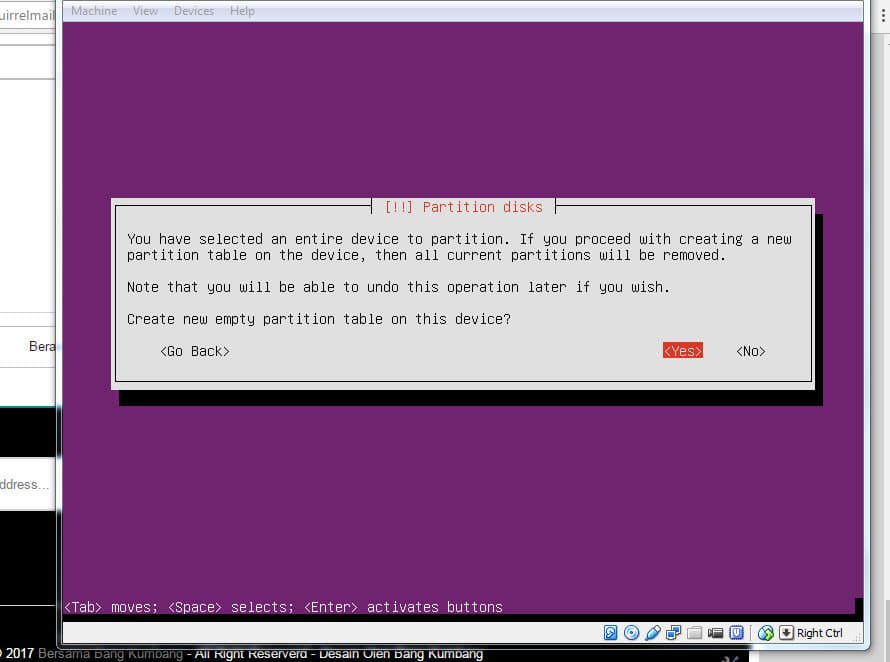 uirrelmail
Machine View Devices Help
[!!] Partition disks
You have selected an entire device to partition. If you proceed with creating a new
partition table on the device, then all current partitions will be removed.
Note that you will be able to undo this operation later if you wish.
Create new empty partition table on this device?
<Go Back> <Yes> <No>
Bera
ddress...
<Tab> moves; <Space> selects; <Enter> activates buttons
Right Ctrl
2017 Bersama Bang Kumbang - All Right Reserverd - Desain Oleh Bang Kumbang